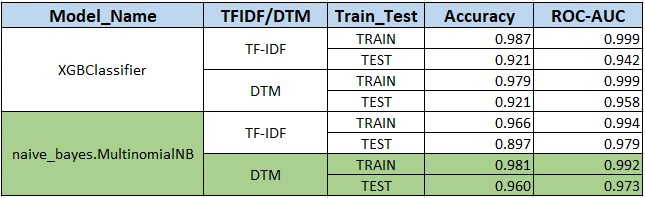 Model_Name TFIDF/DTM Train_Test Accuracy ROC-AUC
XGBClassifier TF-IDF TRAIN 0.987 0.999
TEST 0.921 0.942
DTM TRAIN 0.979 0.999
TEST 0.921 0.958
naive_bayes.MultinomialNB TF-IDF TRAIN 0.966 0.994
TEST 0.897 0.979
DTM TRAIN 0.981 0.992
TEST 0.960 0.973